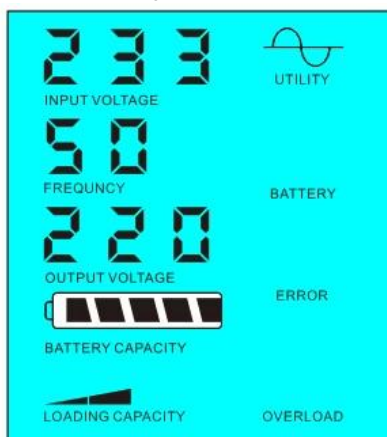 233
INPUT VOLTAGE
UTILITY
50
FREQUNCY
BATTERY
220
OUTPUT VOLTAGE
ERROR
BATTERY CAPACITY
LOADING CAPACITY
OVERLOAD